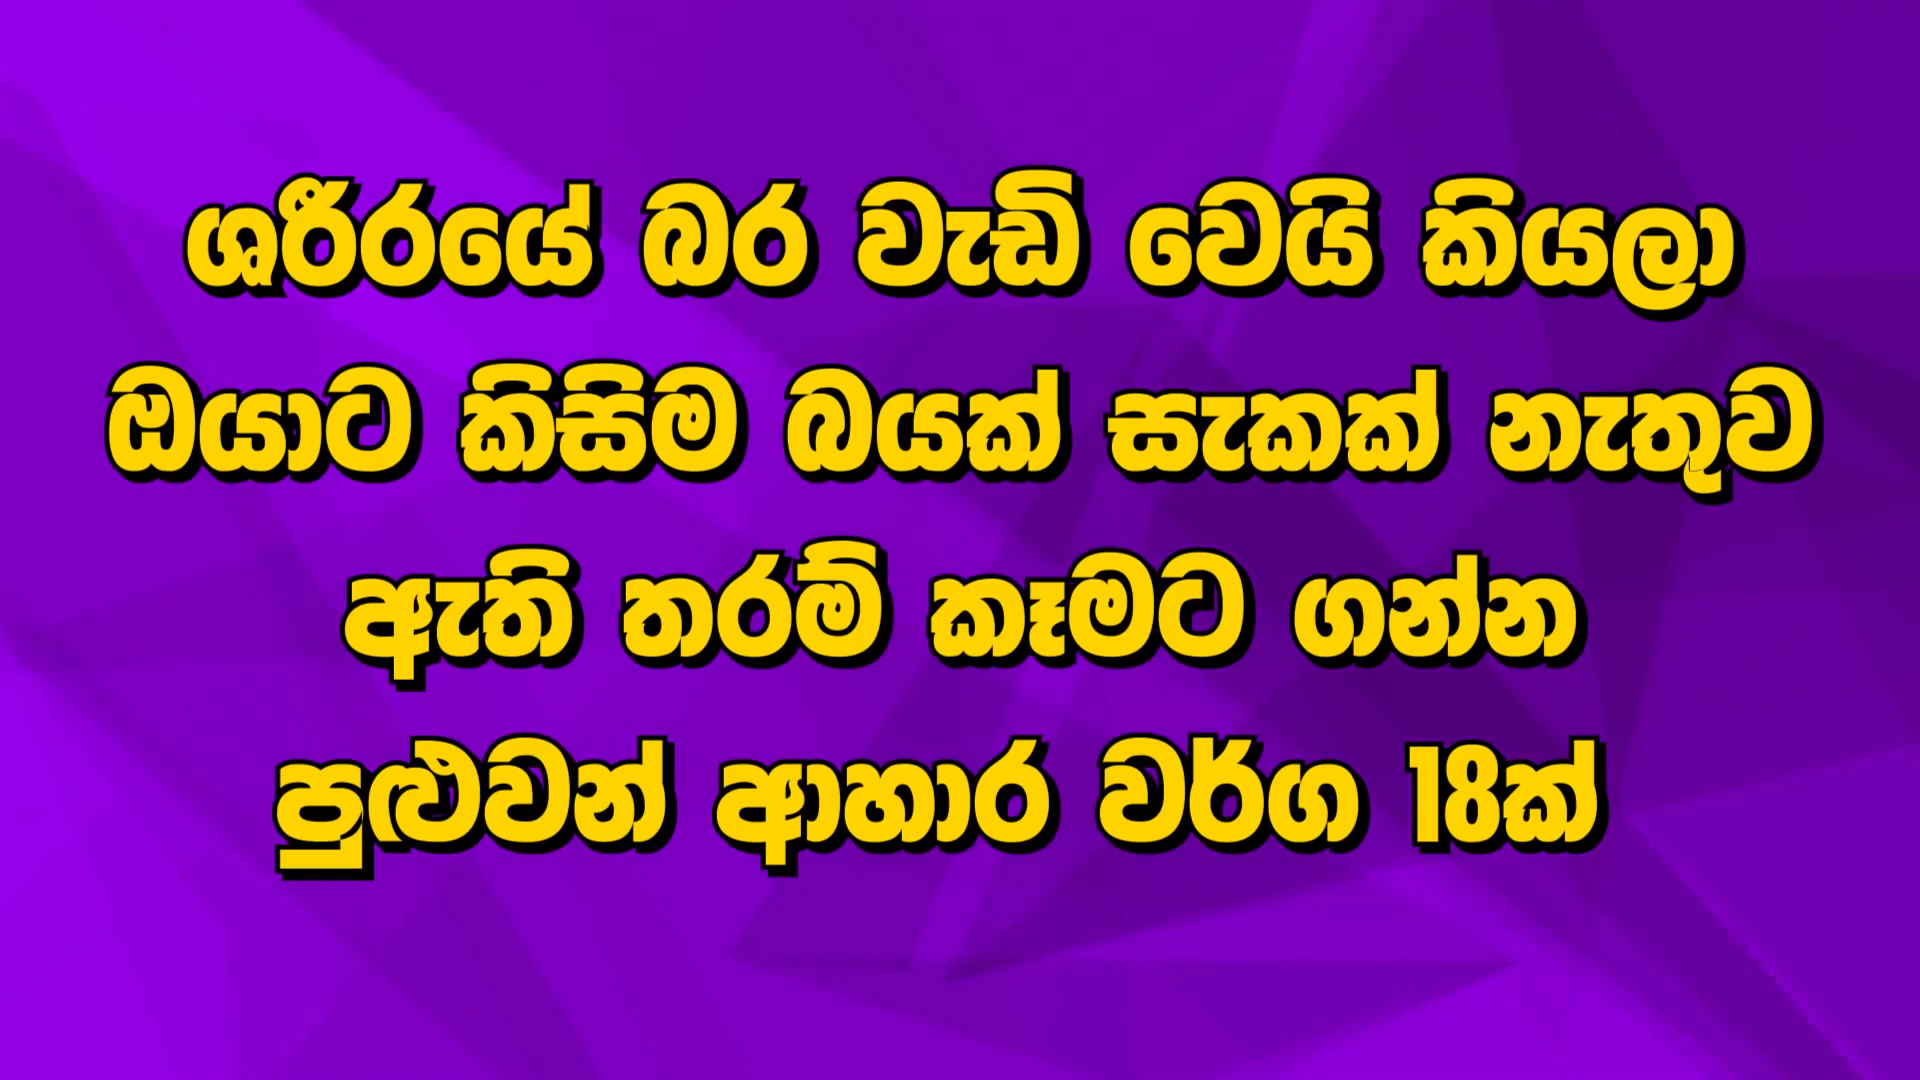 ශරීරයේ බර වැඩි වෙයි කියලා
ඔයාට කිසිම බයක් සැකක් නැතුව
ඇති තරම් කෑමට ගන්න
පුළුවන් ආහාර වර්ග 18ක්